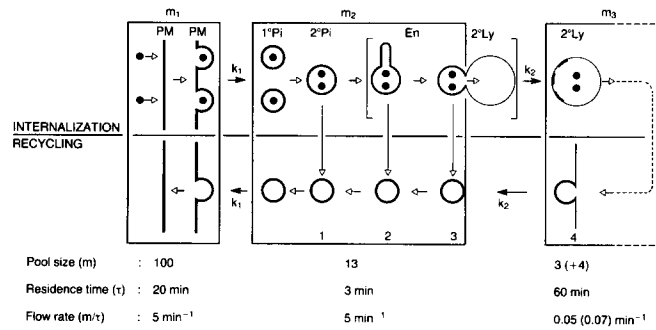 m₁ m₂ m₃
PM PM 1°Pi 2°Pi En 2°Ly 2°Ly
k₁ k₂
INTERNALIZATION
RECYCLING
k₁ k₂
1 2 3 4
Pool size (m) : 100 13 3 (+4)
Residence time (τ) : 20 min 3 min 60 min
Flow rate (m/τ) : 5 min⁻¹ 5 min⁻¹ 0.05 (0.07) min⁻¹